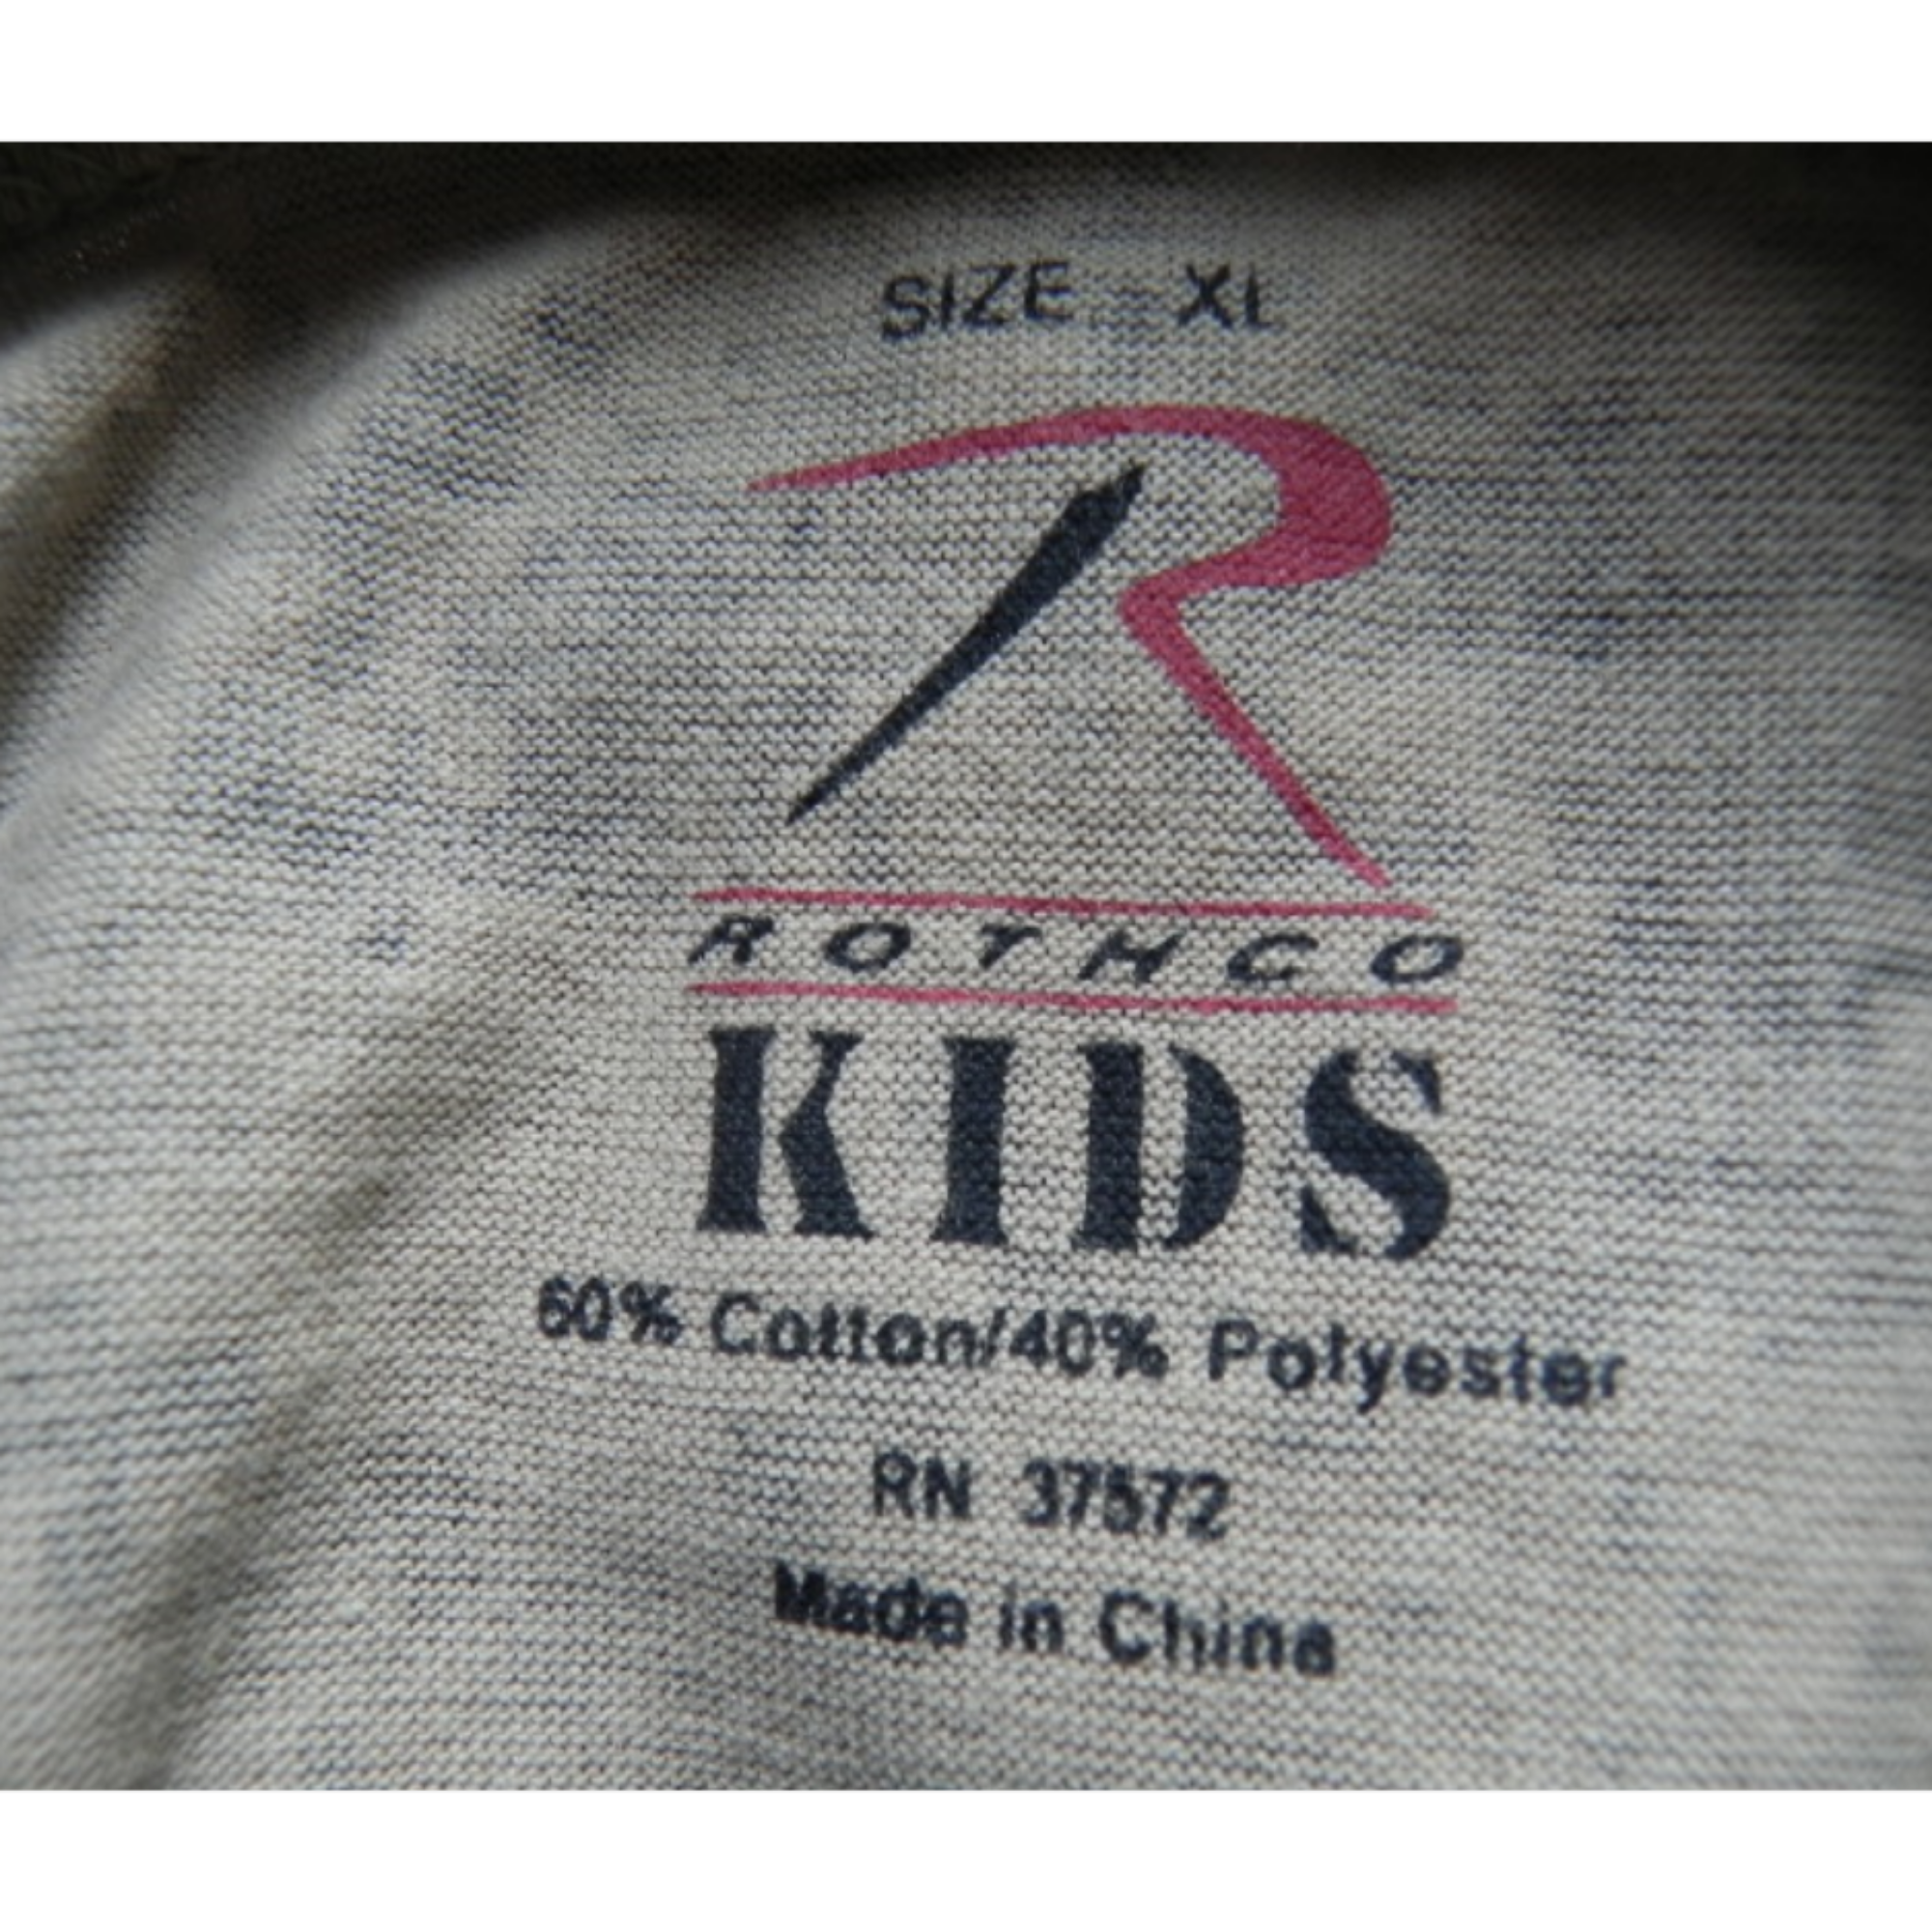 SIZE - XL
R
ROTHCO
KIDS
60% Cotton/40% Polyester
RN 37572
Made in China